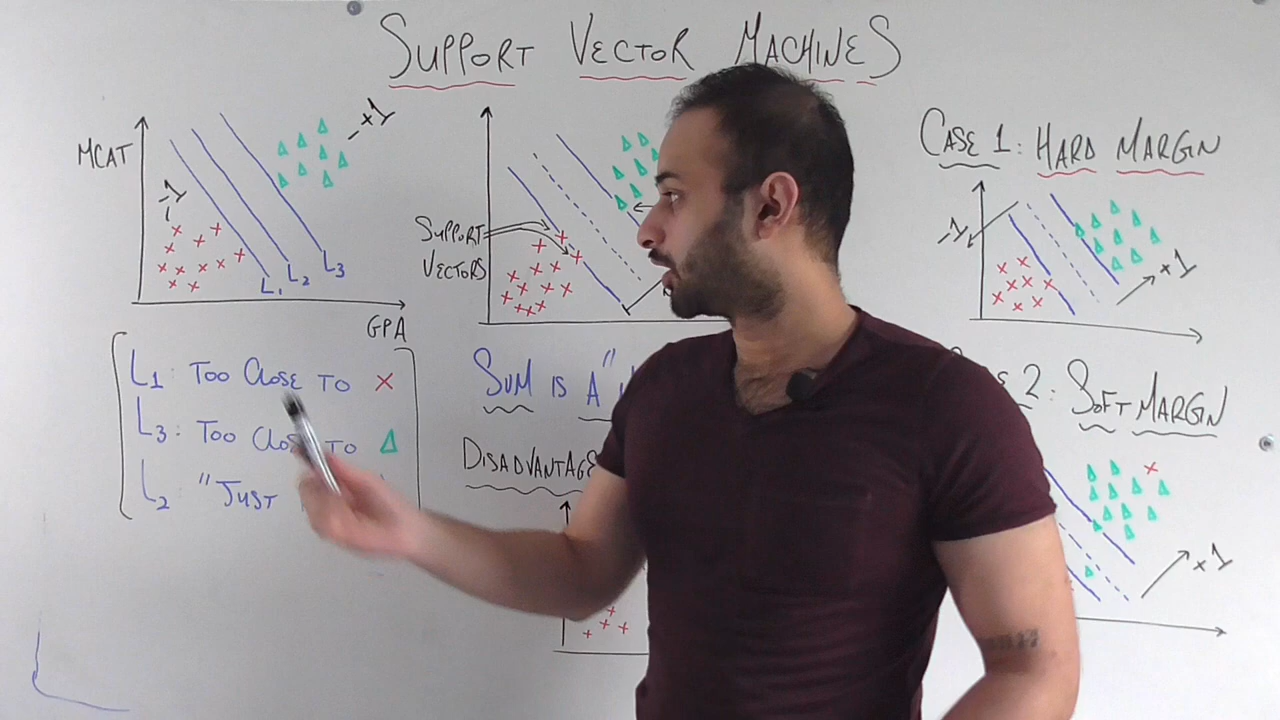 SUPPORT VECTOR MACHINES
MCAT
-1
+1
L1
L2
L3
GPA
L1: TOO CLOSE TO X
L3: TOO CLOSE TO Δ
L2 "JUST
SUPPORT
VECTORS
SVM IS A "
DISADVANTAGE
CASE 1: HARD MARGIN
-1
+1
2: SOFT MARGIN
+1